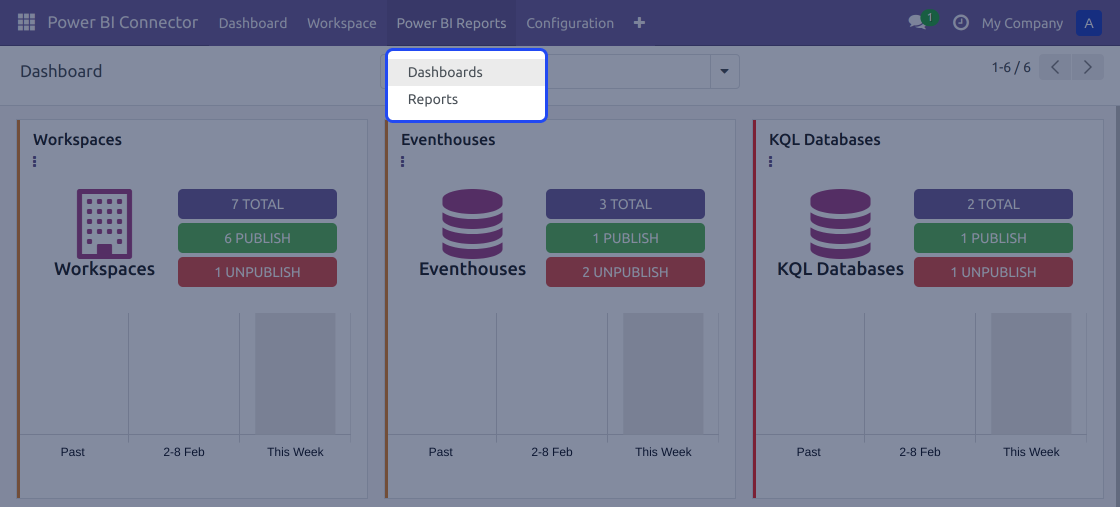 Power BI Connector Dashboard Workspace Power BI Reports Configuration 1 My Company A
Dashboard 1-6 / 6
Dashboards
Reports
Workspaces
7 TOTAL
6 PUBLISH
1 UNPUBLISH
Workspaces
Past 2-8 Feb This Week
Eventhouses
3 TOTAL
1 PUBLISH
2 UNPUBLISH
Eventhouses
Past 2-8 Feb This Week
KQL Databases
2 TOTAL
1 PUBLISH
1 UNPUBLISH
KQL Databases
Past 2-8 Feb This Week